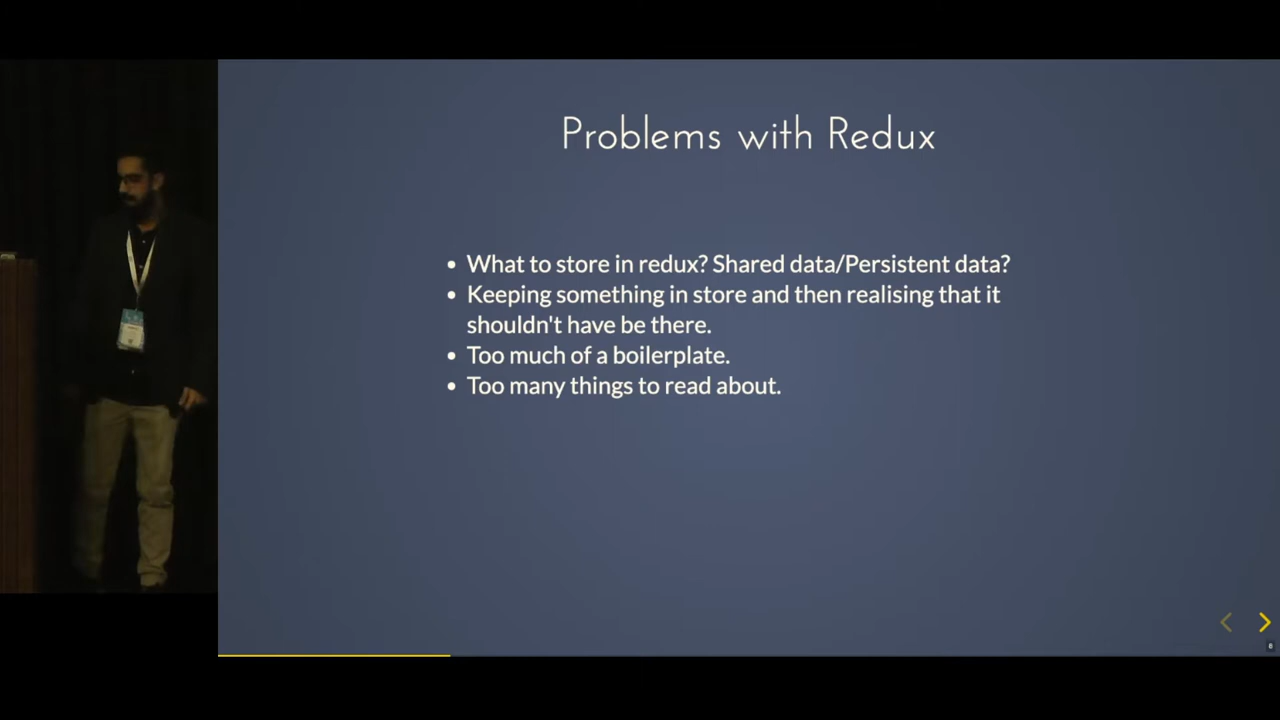 Problems with Redux
• What to store in redux? Shared data/Persistent data?
• Keeping something in store and then realising that it
shouldn't have be there.
• Too much of a boilerplate.
• Too many things to read about.
8